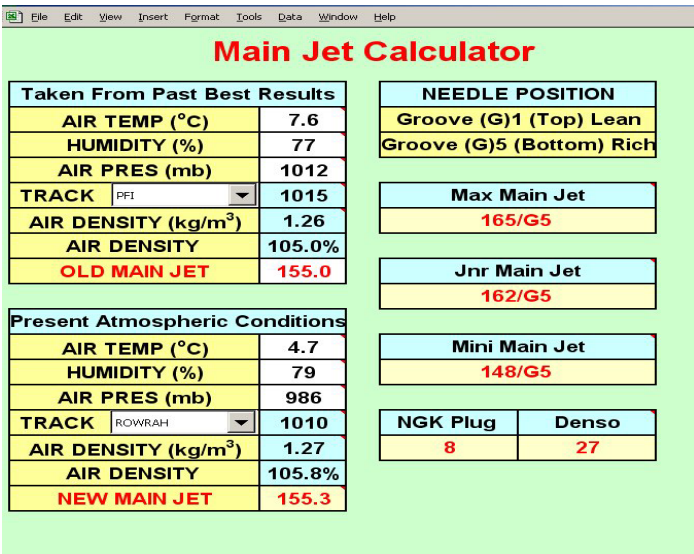 File Edit View Insert Format Tools Data Window Help
Main Jet Calculator
Taken From Past Best Results
AIR TEMP (°C) 7.6
HUMIDITY (%) 77
AIR PRES (mb) 1012
TRACK PFI 1015
AIR DENSITY (kg/m³) 1.26
AIR DENSITY 105.0%
OLD MAIN JET 155.0
Present Atmospheric Conditions
AIR TEMP (°C) 4.7
HUMIDITY (%) 79
AIR PRES (mb) 986
TRACK ROWRAH 1010
AIR DENSITY (kg/m³) 1.27
AIR DENSITY 105.8%
NEW MAIN JET 155.3
NEEDLE POSITION
Groove (G)1 (Top) Lean
Groove (G)5 (Bottom) Rich
Max Main Jet
165/G5
Jnr Main Jet
162/G5
Mini Main Jet
148/G5
NGK Plug Denso
8 27